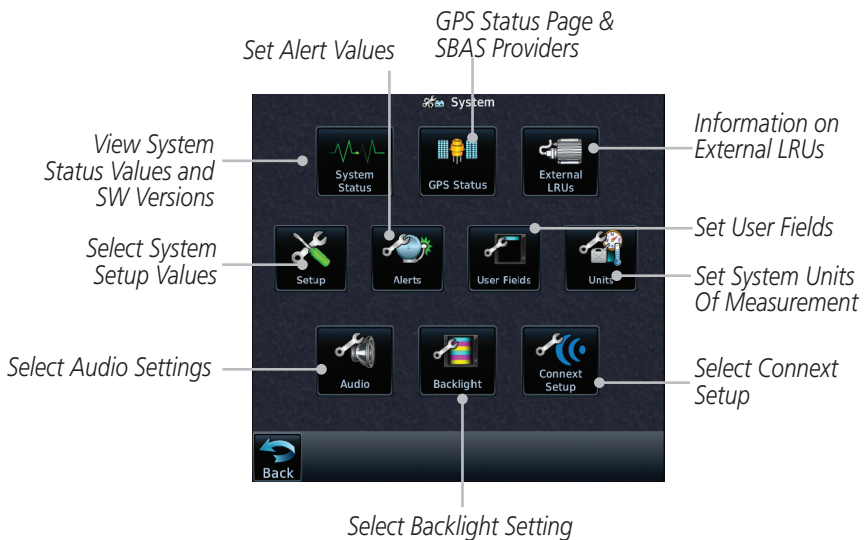 GPS Status Page &
SBAS Providers
Set Alert Values
System
View System
Status Values and
SW Versions
System
Status
GPS Status
External
LRUs
Information on
External LRUs
Select System
Setup Values
Setup
Alerts
User Fields
Units
Set User Fields
Set System Units
Of Measurement
Select Audio Settings
Audio
Backlight
Connext
Setup
Select Connext
Setup
Back
Select Backlight Setting